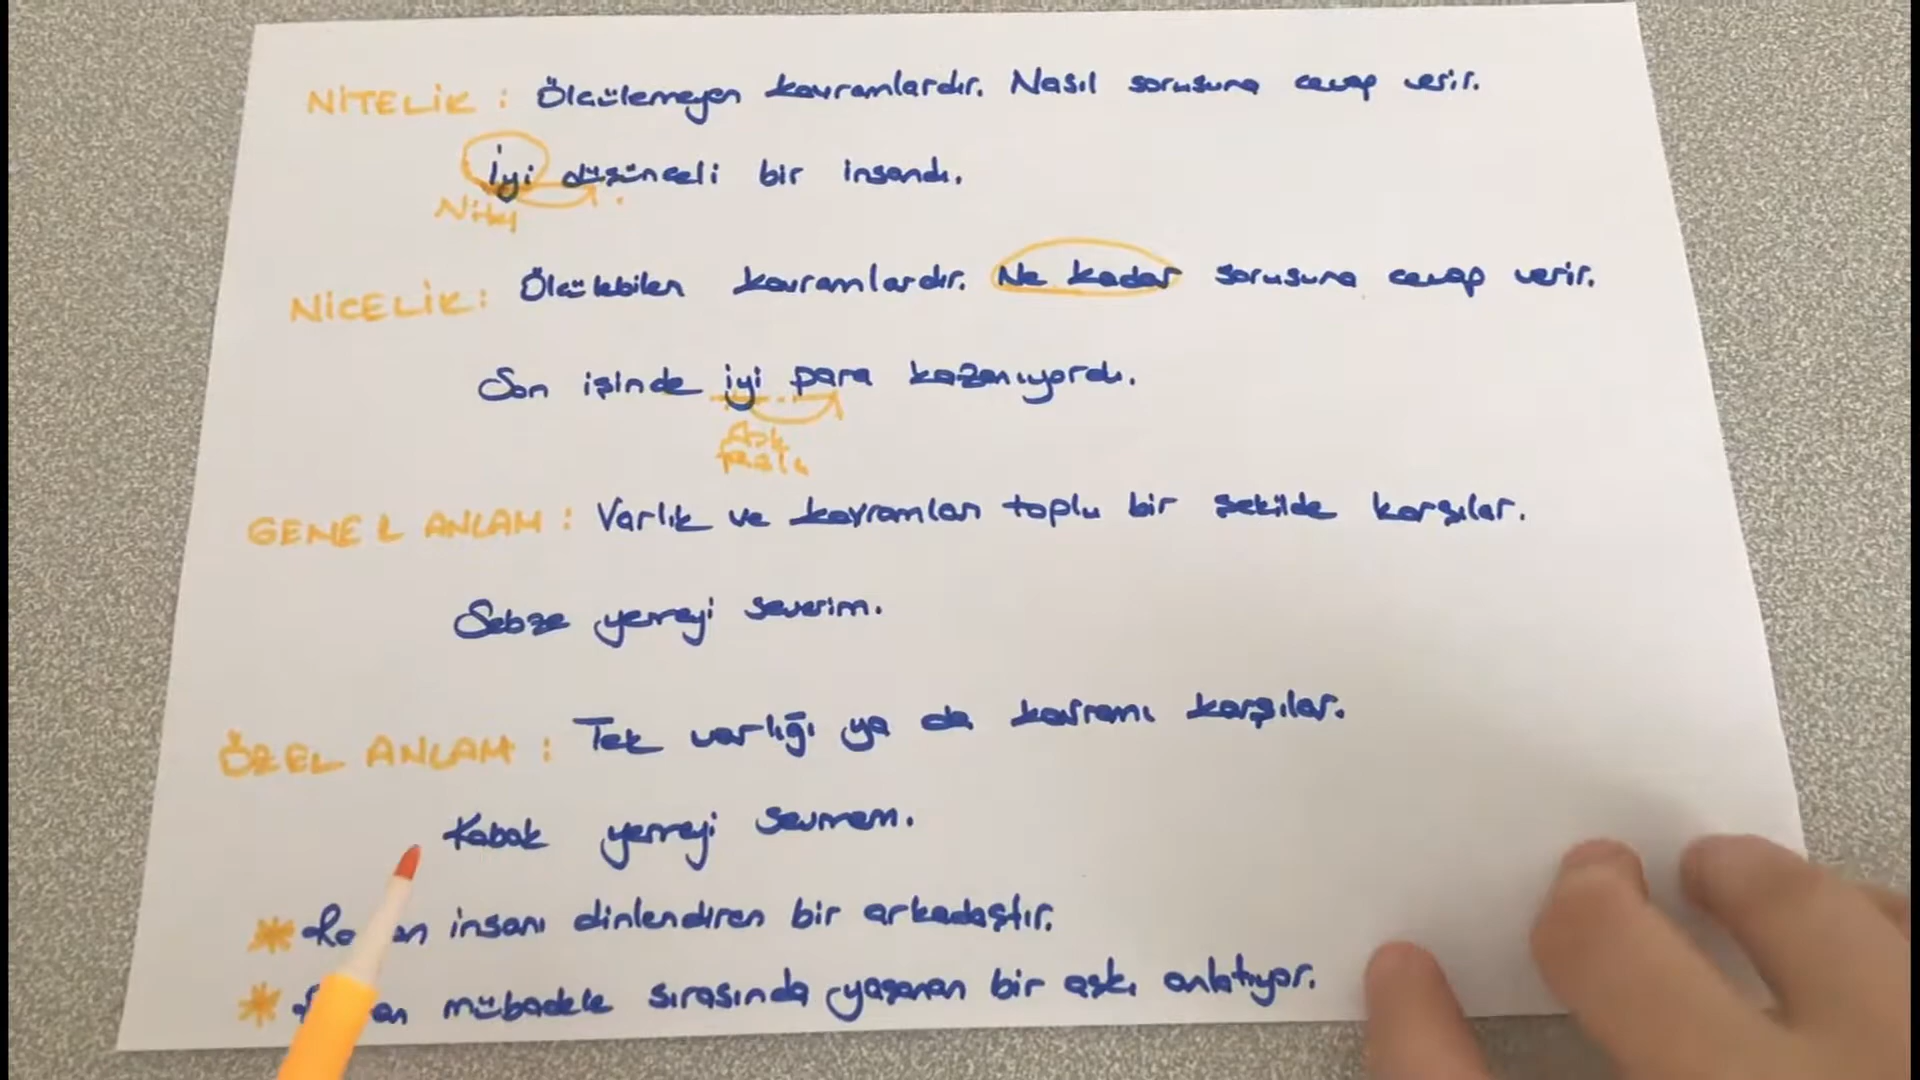 NİTELİK : Ölçülemeyen kavramlardır. Nasıl sorusuna cevap verir.
İyi düşünceli bir insandı.
NİCELİK : Ölçülebilen kavramlardır. Ne kadar sorusuna cevap verir.
Son işinde iyi para kazanıyordu.
GENEL ANLAM : Varlık ve kavramları toplu bir şekilde karşılar.
Sebze yemeyi severim.
ÖZEL ANLAM : Tek varlığı ya da kavramı karşılar.
Kabak yemeyi sevmem.
insanı dinlendiren bir arkadaştır.
mübadele sırasında yaşanan bir aşkı anlatıyor.